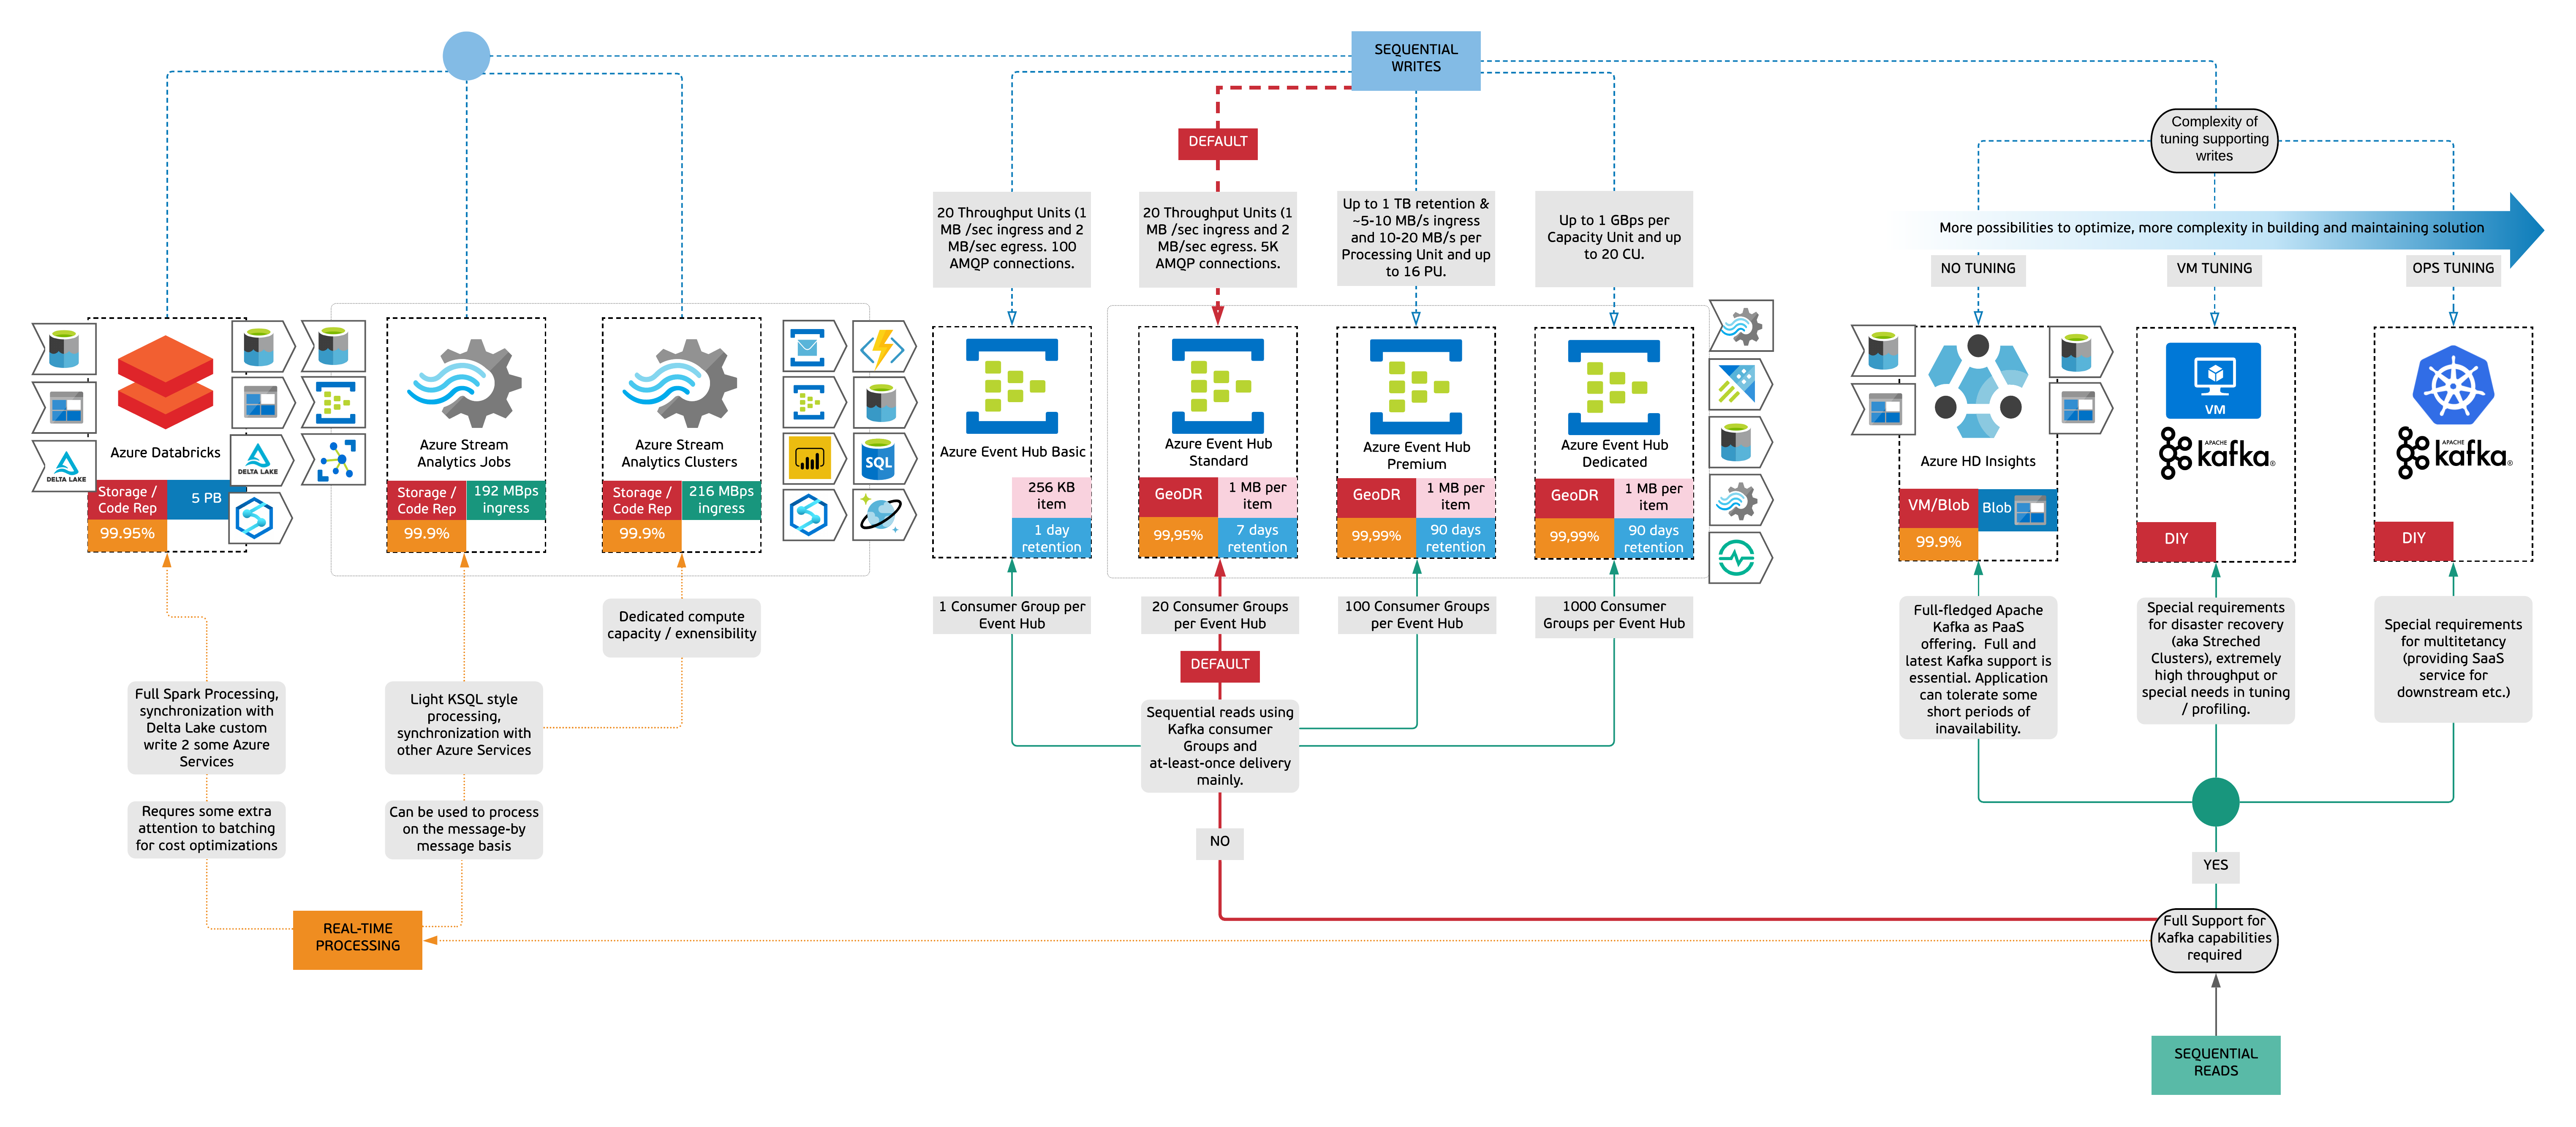 SEQUENTIAL
WRITES
DEFAULT
Complexity of
tuning supporting
writes
20 Throughput Units (1
MB /sec ingress and 2
MB/sec egress. 100
AMQP connections.
20 Throughput Units (1
MB /sec ingress and 2
MB/sec egress. 5K
AMQP connections.
Up to 1 TB retention &
~5-10 MB/s ingress
and 10-20 MB/s per
Processing Unit and up
to 16 PU.
Up to 1 GBps per
Capacity Unit and up
to 20 CU.
More possibilities to optimize, more complexity in building and maintaining solution
NO TUNING
VM TUNING
OPS TUNING
DELTA LAKE
Azure Databricks
Storage /
Code Rep
5 PB
99.95%
DELTA LAKE
Azure Stream
Analytics Jobs
Storage /
Code Rep
192 MBps
ingress
99.9%
Azure Stream
Analytics Clusters
Storage /
Code Rep
216 MBps
ingress
99.9%
SQL
Azure Event Hub Basic
256 KB
item
1 day
retention
Azure Event Hub
Standard
GeoDR
1 MB per
item
99,95%
7 days
retention
Azure Event Hub
Premium
GeoDR
1 MB per
item
99,99%
90 days
retention
Azure Event Hub
Dedicated
GeoDR
1 MB per
item
99,99%
90 days
retention
Azure HD Insights
VM/Blob
Blob
99.9%
VM
APACHE
kafka®
DIY
APACHE
kafka®
DIY
Dedicated compute
capacity / exnensibility
1 Consumer Group per
Event Hub
20 Consumer Groups
per Event Hub
100 Consumer Groups
per Event Hub
1000 Consumer
Groups per Event Hub
DEFAULT
Full-fledged Apache
Kafka as PaaS
offering. Full and
latest Kafka support is
essential. Application
can tolerate some
short periods of
inavailability.
Special requirements
for disaster recovery
(aka Streched
Clusters), extremely
high throughput or
special needs in tuning
/ profiling.
Special requirements
for multitetancy
(providing SaaS
service for
downstream etc.)
Full Spark Processing,
synchronization with
Delta Lake custom
write 2 some Azure
Services
Light KSQL style
processing,
synchronization with
other Azure Services
Sequential reads using
Kafka consumer
Groups and
at-least-once delivery
mainly.
Requres some extra
attention to batching
for cost optimizations
Can be used to process
on the message-by
message basis
NO
YES
REAL-TIME
PROCESSING
Full Support for
Kafka capabilities
required
SEQUENTIAL
READS